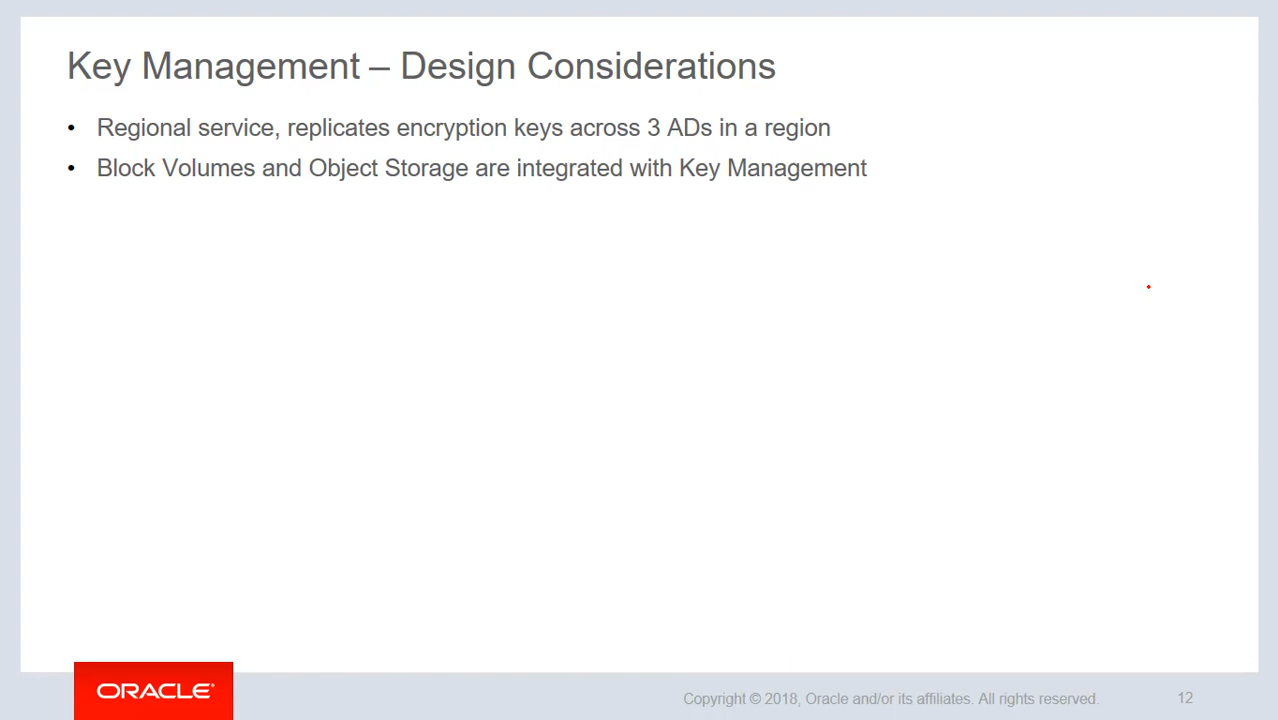 Key Management – Design Considerations
• Regional service, replicates encryption keys across 3 ADs in a region
• Block Volumes and Object Storage are integrated with Key Management
ORACLE®
Copyright © 2018, Oracle and/or its affiliates. All rights reserved. 12